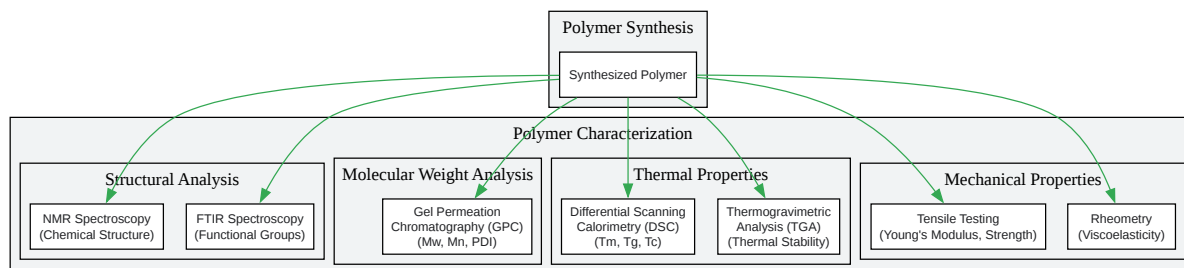 Polymer Synthesis
Synthesized Polymer
Polymer Characterization
Structural Analysis
NMR Spectroscopy
(Chemical Structure)
FTIR Spectroscopy
(Functional Groups)
Molecular Weight Analysis
Gel Permeation
Chromatography (GPC)
(Mw, Mn, PDI)
Thermal Properties
Differential Scanning
Calorimetry (DSC)
(Tm, Tg, Tc)
Thermogravimetric
Analysis (TGA)
(Thermal Stability)
Mechanical Properties
Tensile Testing
(Young's Modulus, Strength)
Rheometry
(Viscoelasticity)